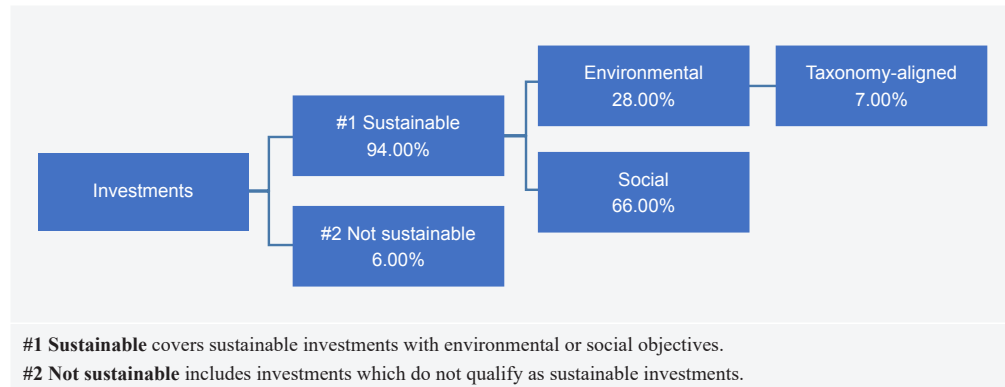 Investments
#1 Sustainable
94.00%
#2 Not sustainable
6.00%
Environmental
28.00%
Social
66.00%
Taxonomy-aligned
7.00%
#1 Sustainable covers sustainable investments with environmental or social objectives.
#2 Not sustainable includes investments which do not qualify as sustainable investments.